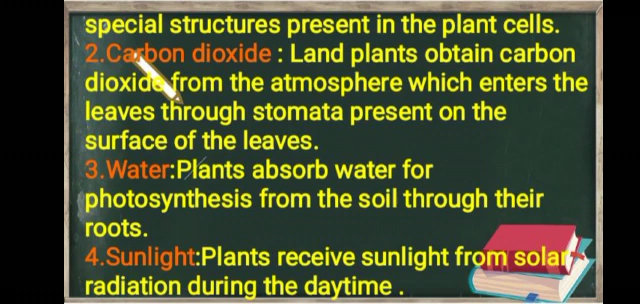 special structures present in the plant cells.
2.Carbon dioxide : Land plants obtain carbon
dioxide from the atmosphere which enters the
leaves through stomata present on the
surface of the leaves.
3.Water:Plants absorb water for
photosynthesis from the soil through their
roots.
4.Sunlight:Plants receive sunlight from solar
radiation during the daytime .